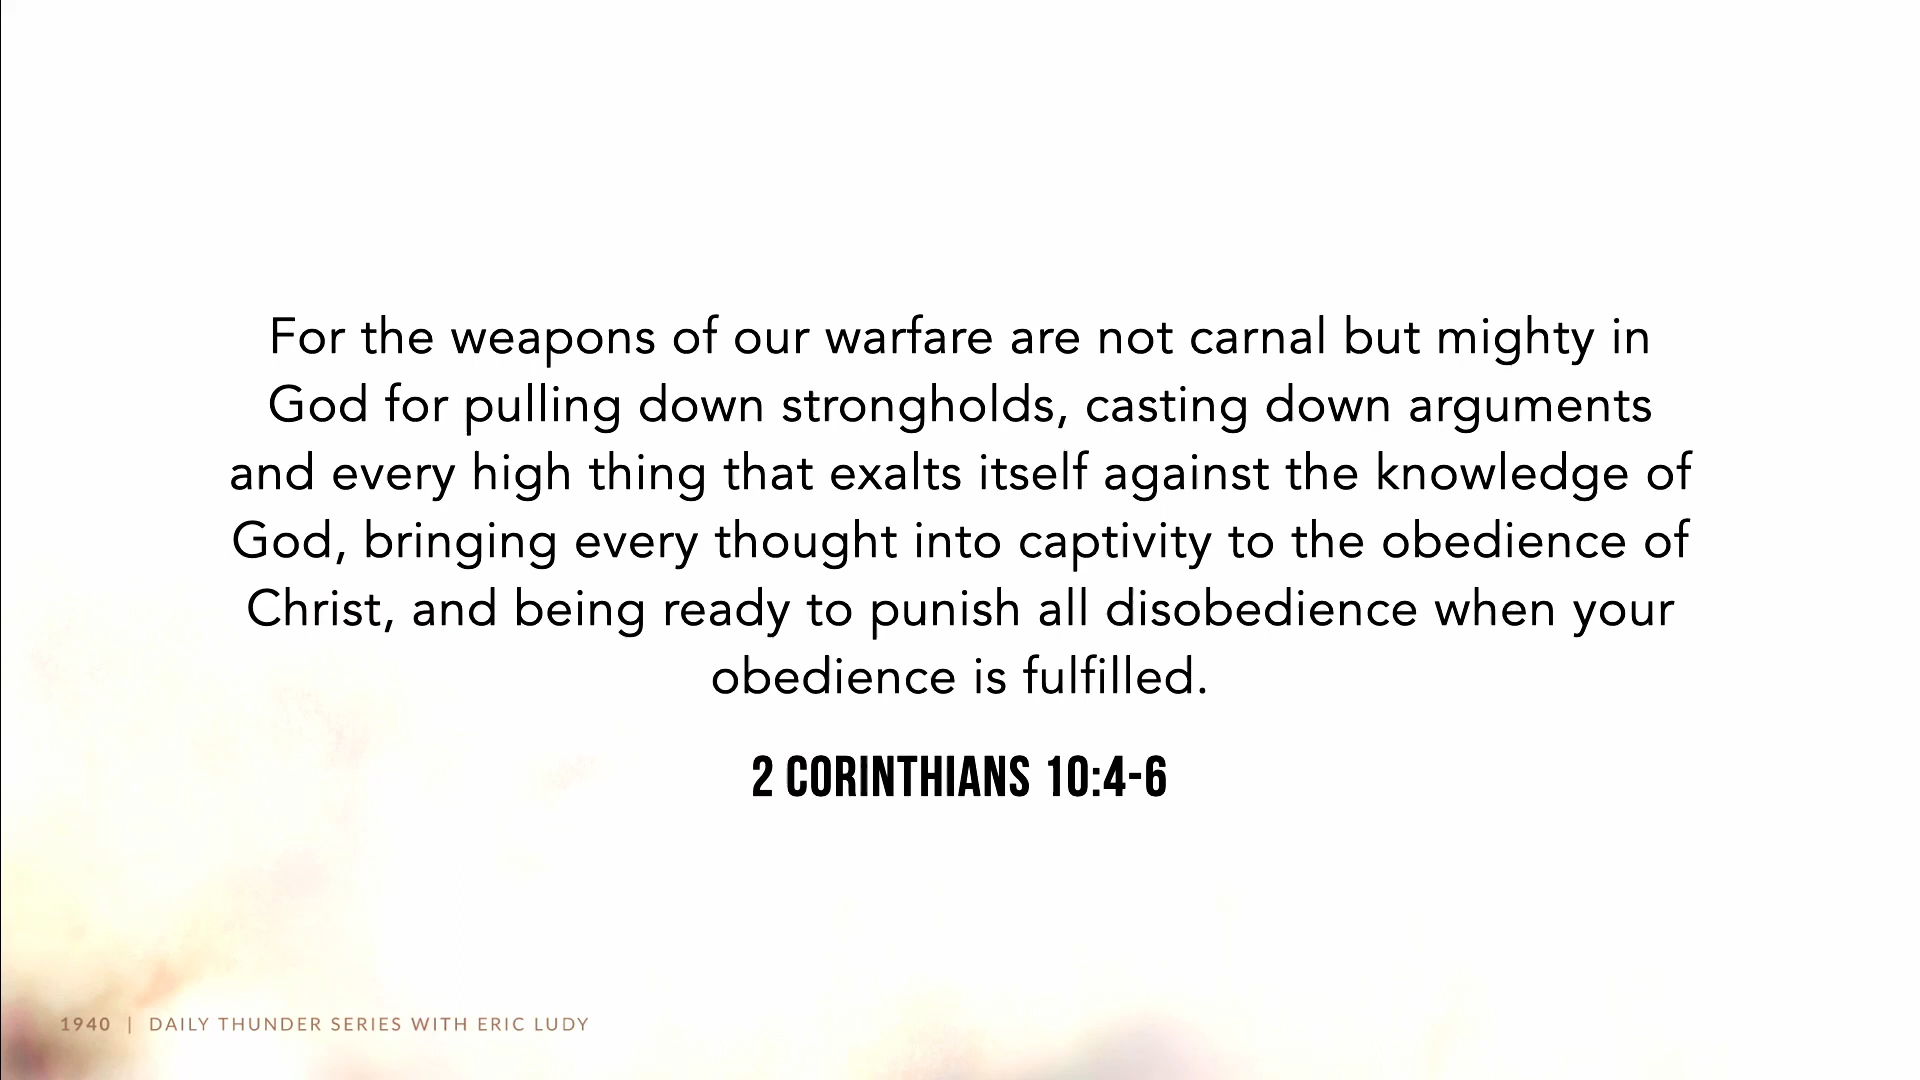 For the weapons of our warfare are not carnal but mighty in
God for pulling down strongholds, casting down arguments
and every high thing that exalts itself against the knowledge of
God, bringing every thought into captivity to the obedience of
Christ, and being ready to punish all disobedience when your
obedience is fulfilled.
2 CORINTHIANS 10:4-6
1940 | DAILY THUNDER SERIES WITH ERIC LUDY